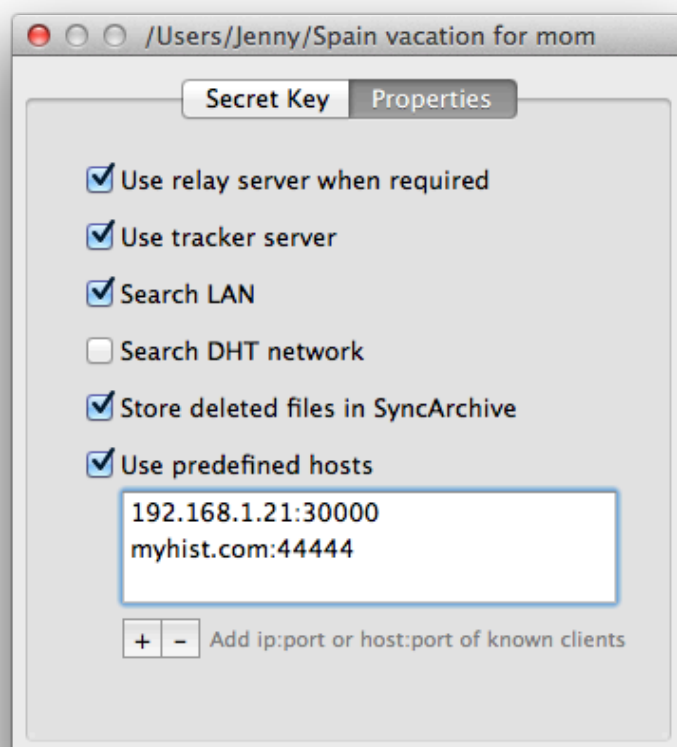 /Users/Jenny/Spain vacation for mom
Secret Key Properties
Use relay server when required
Use tracker server
Search LAN
Search DHT network
Store deleted files in SyncArchive
Use predefined hosts
192.168.1.21:30000
myhist.com:44444
+ - Add ip:port or host:port of known clients